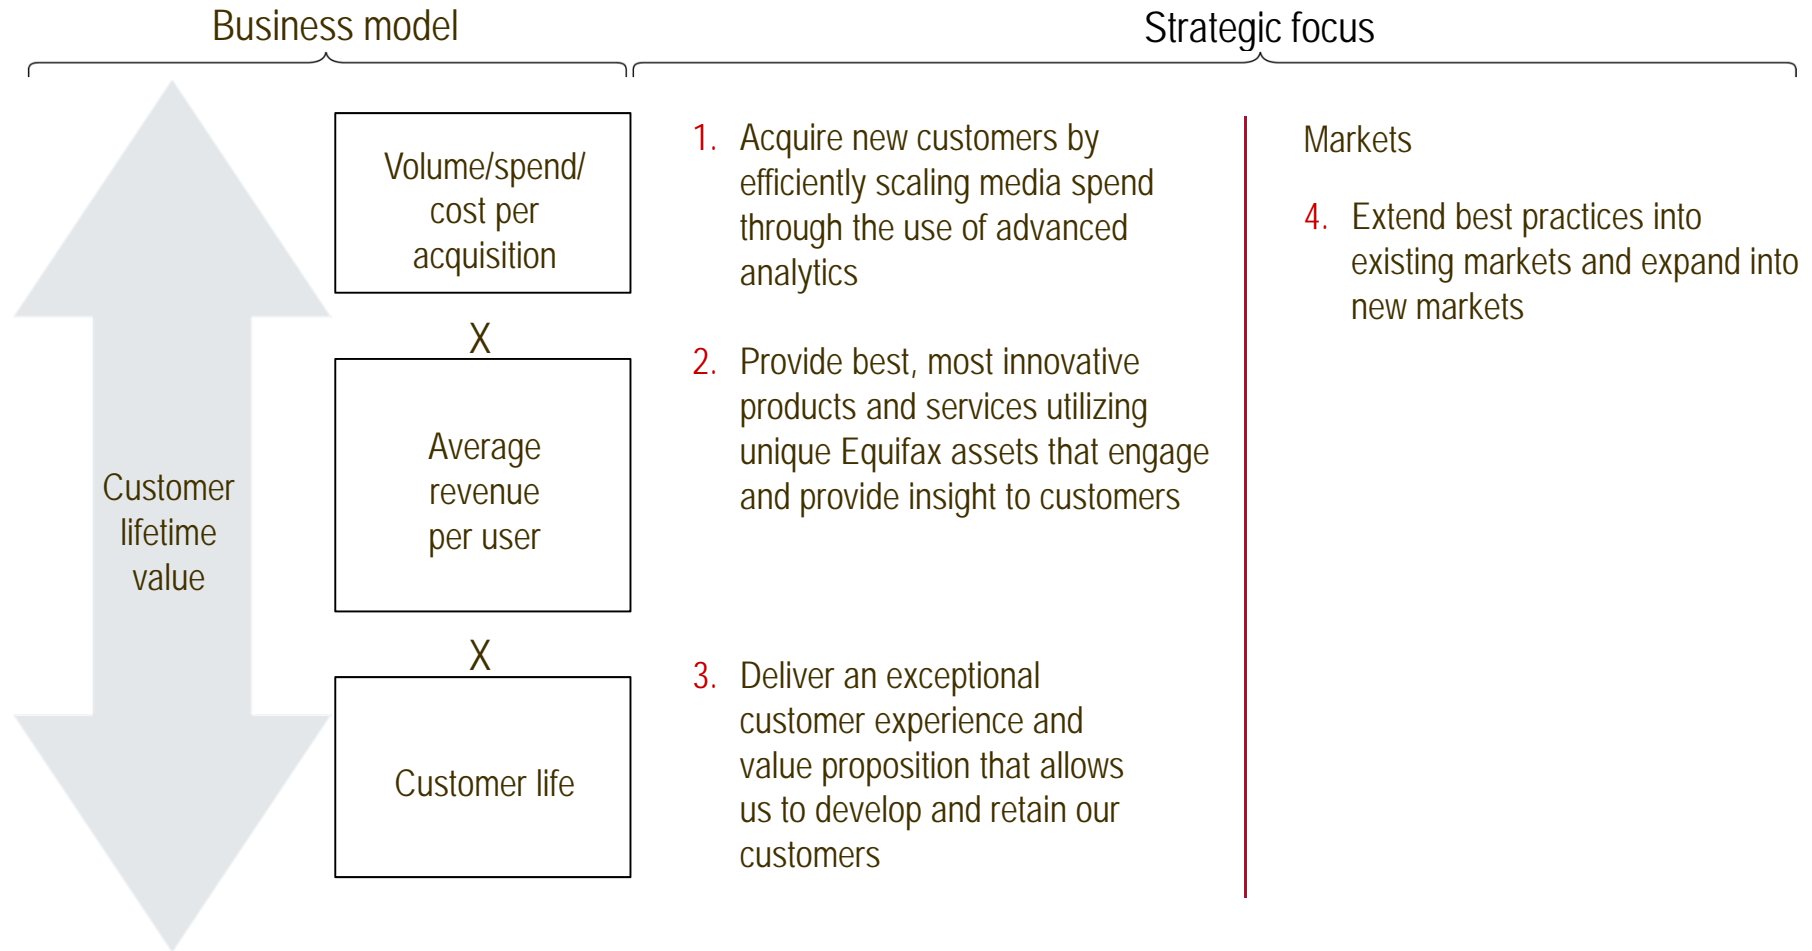 Business model
Strategic focus
Customer
lifetime
value
Volume/spend/
cost per
acquisition
X
Average
revenue
per user
X
Customer life
1. Acquire new customers by
efficiently scaling media spend
through the use of advanced
analytics
2. Provide best, most innovative
products and services utilizing
unique Equifax assets that engage
and provide insight to customers
3. Deliver an exceptional
customer experience and
value proposition that allows
us to develop and retain our
customers
Markets
4. Extend best practices into
existing markets and expand into
new markets